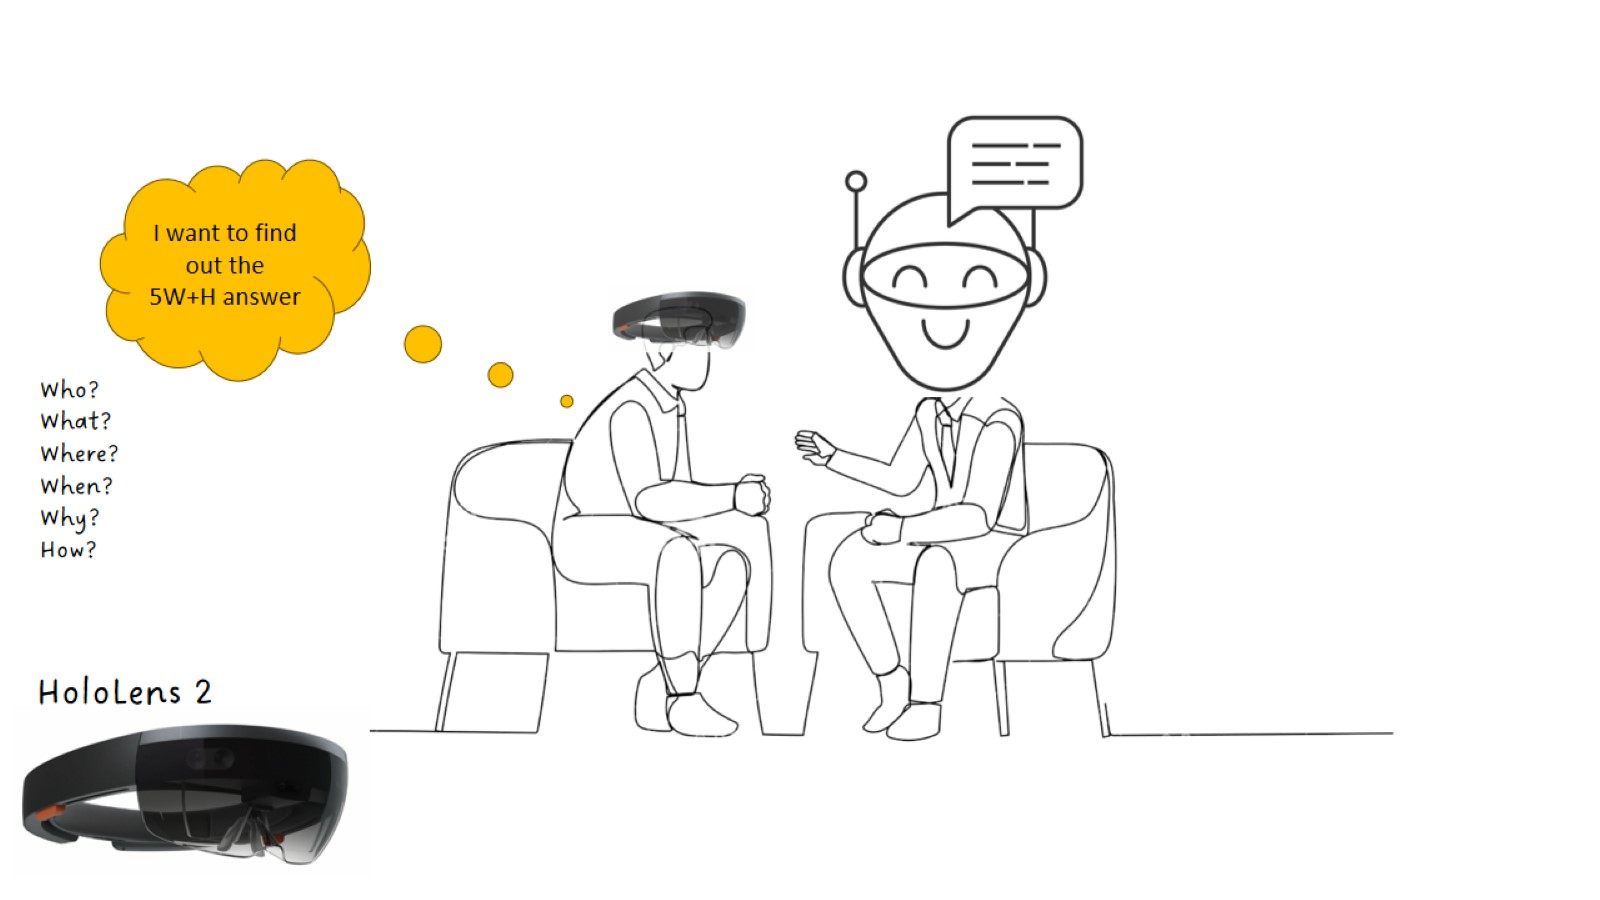 I want to find
out the
5W+H answer
Who?
What?
Where?
When?
Why?
How?
HoloLens 2